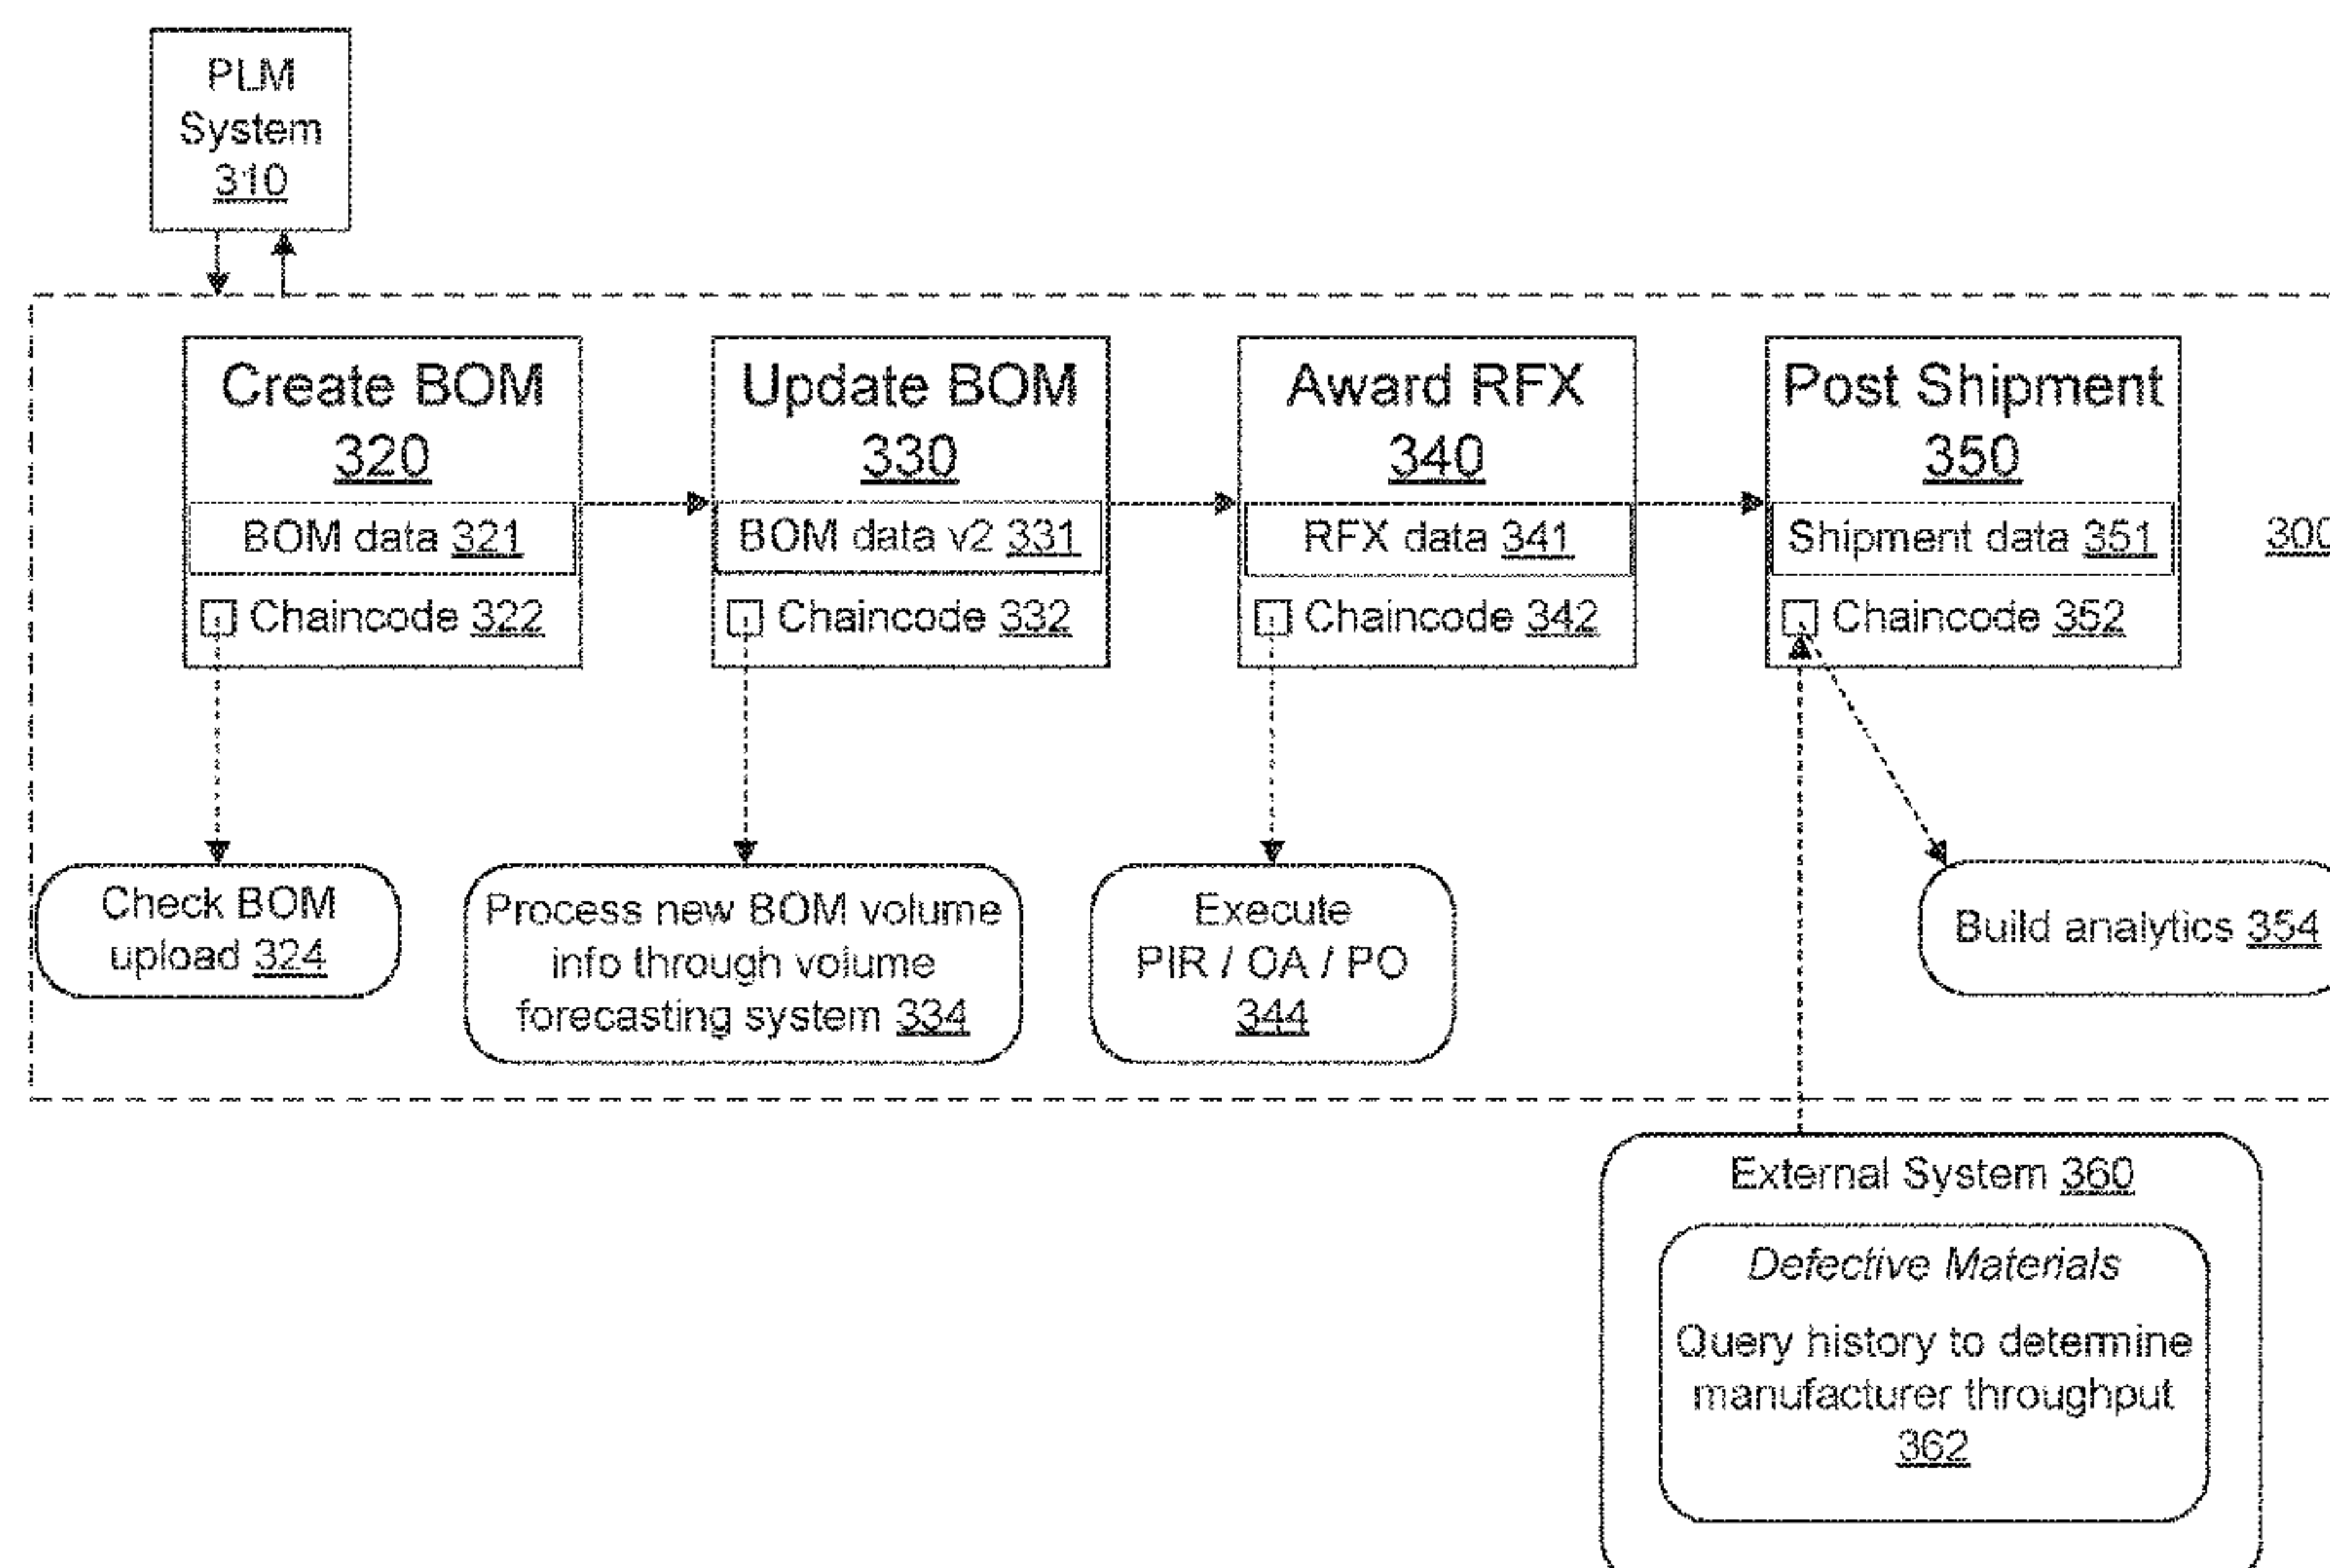 PLM
System
310
Create BOM
320
BOM data 321
Chaincode 322
Update BOM
330
BOM data v2 331
Chaincode 332
Award RFX
340
RFX data 341
Chaincode 342
Post Shipment
350
Shipment data 351
Chaincode 352
300
Check BOM
upload 324
Process new BOM volume
info through volume
forecasting system 334
Execute
PIR / OA / PO
344
Build analytics 354
External System 360
Defective Materials
Query history to determine
manufacturer throughput
362